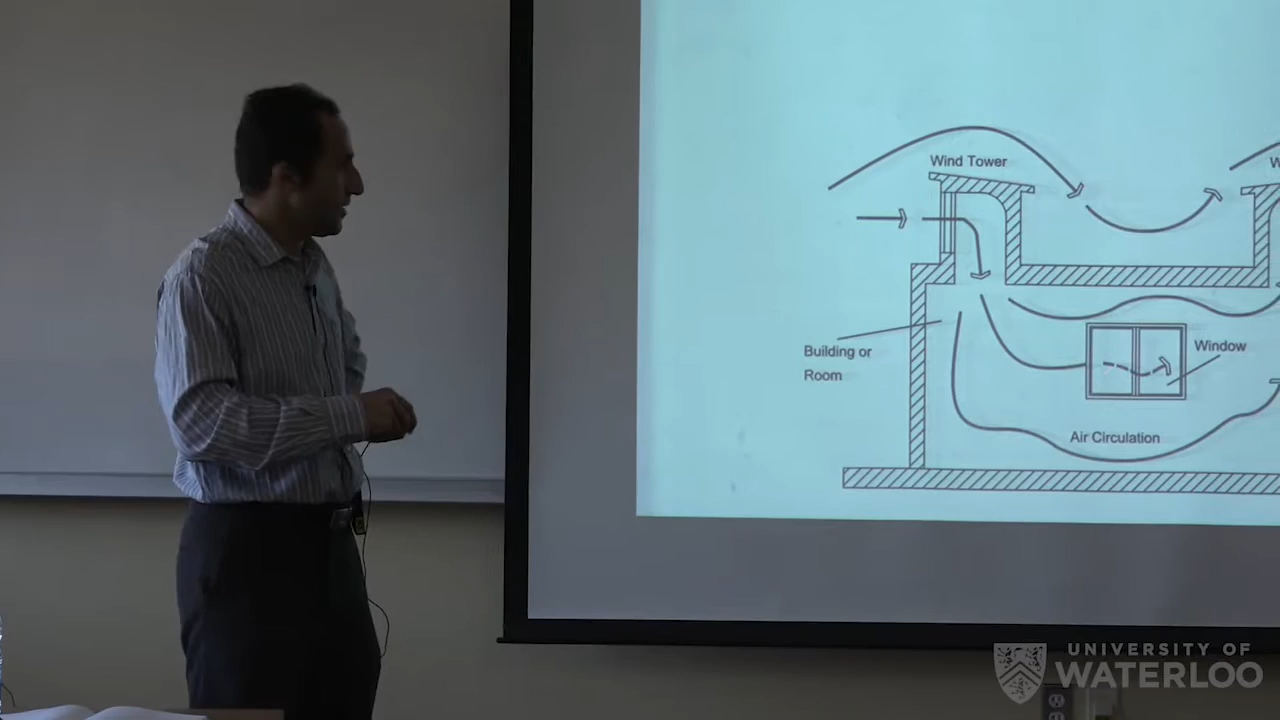 Wind Tower
W
Building or
Room
Window
Air Circulation
UNIVERSITY OF
WATERLOO